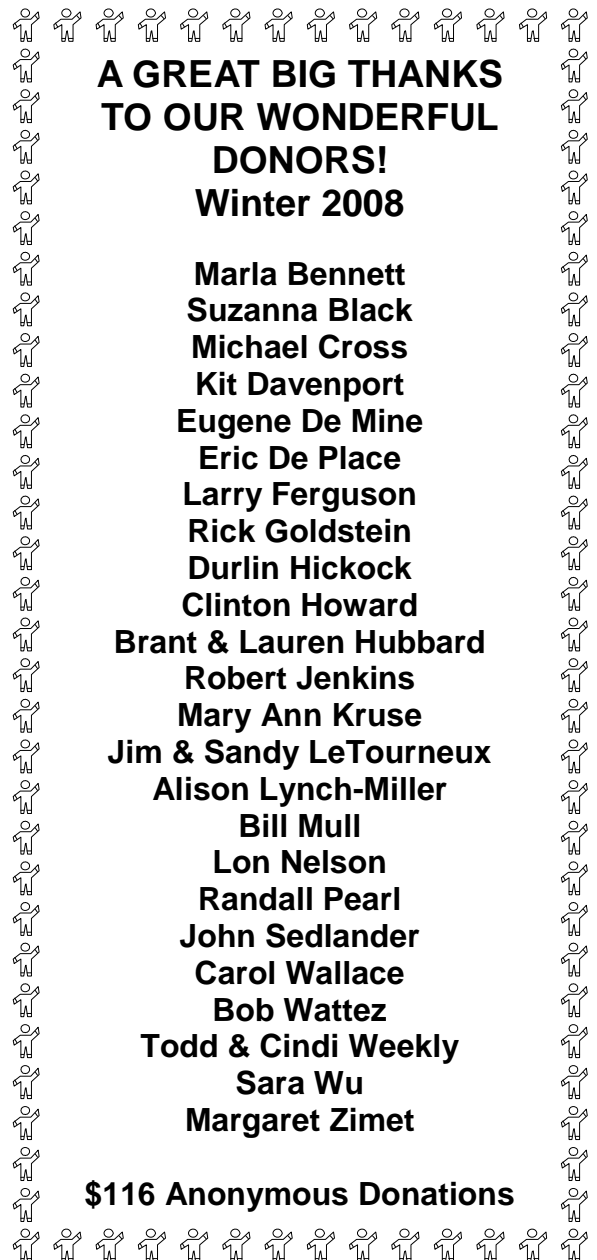 A GREAT BIG THANKS
TO OUR WONDERFUL
DONORS!
Winter 2008
Marla Bennett
Suzanna Black
Michael Cross
Kit Davenport
Eugene De Mine
Eric De Place
Larry Ferguson
Rick Goldstein
Durlin Hickock
Clinton Howard
Brant & Lauren Hubbard
Robert Jenkins
Mary Ann Kruse
Jim & Sandy LeTourneux
Alison Lynch-Miller
Bill Mull
Lon Nelson
Randall Pearl
John Sedlander
Carol Wallace
Bob Wattez
Todd & Cindi Weekly
Sara Wu
Margaret Zimet
$116 Anonymous Donations